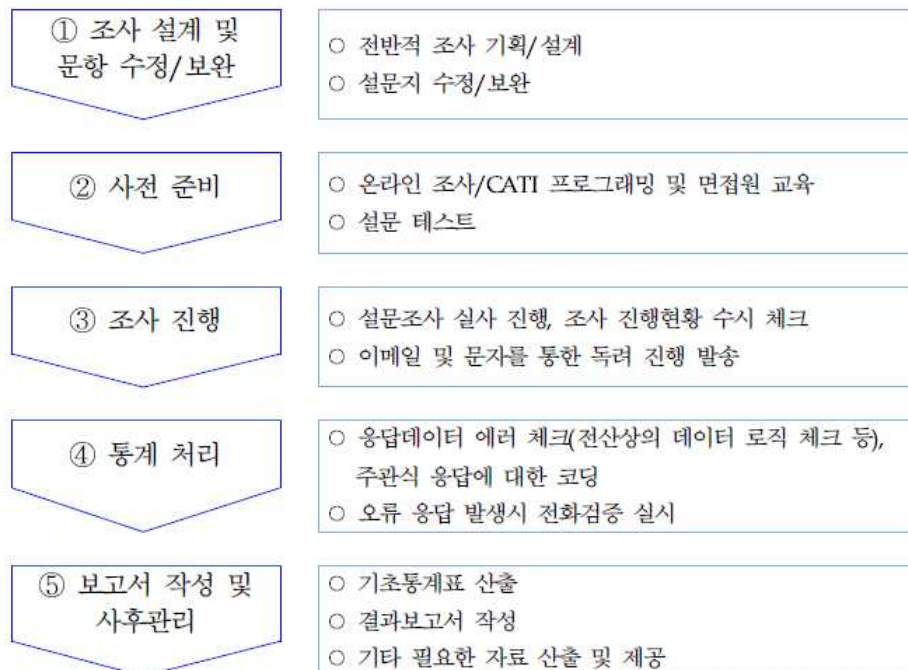 ① 조사 설계 및
문항 수정/보완
○ 전반적 조사 기획/설계
○ 설문지 수정/보완
② 사전 준비
○ 온라인 조사/CATI 프로그래밍 및 면접원 교육
○ 설문 테스트
③ 조사 진행
○ 설문조사 실사 진행, 조사 진행현황 수시 체크
○ 이메일 및 문자를 통한 독려 진행 발송
④ 통계 처리
○ 응답데이터 에러 체크(전산상의 데이터 로직 체크 등),
주관식 응답에 대한 코딩
○ 오류 응답 발생시 전화검증 실시
⑤ 보고서 작성 및
사후관리
○ 기초통계표 산출
○ 결과보고서 작성
○ 기타 필요한 자료 산출 및 제공